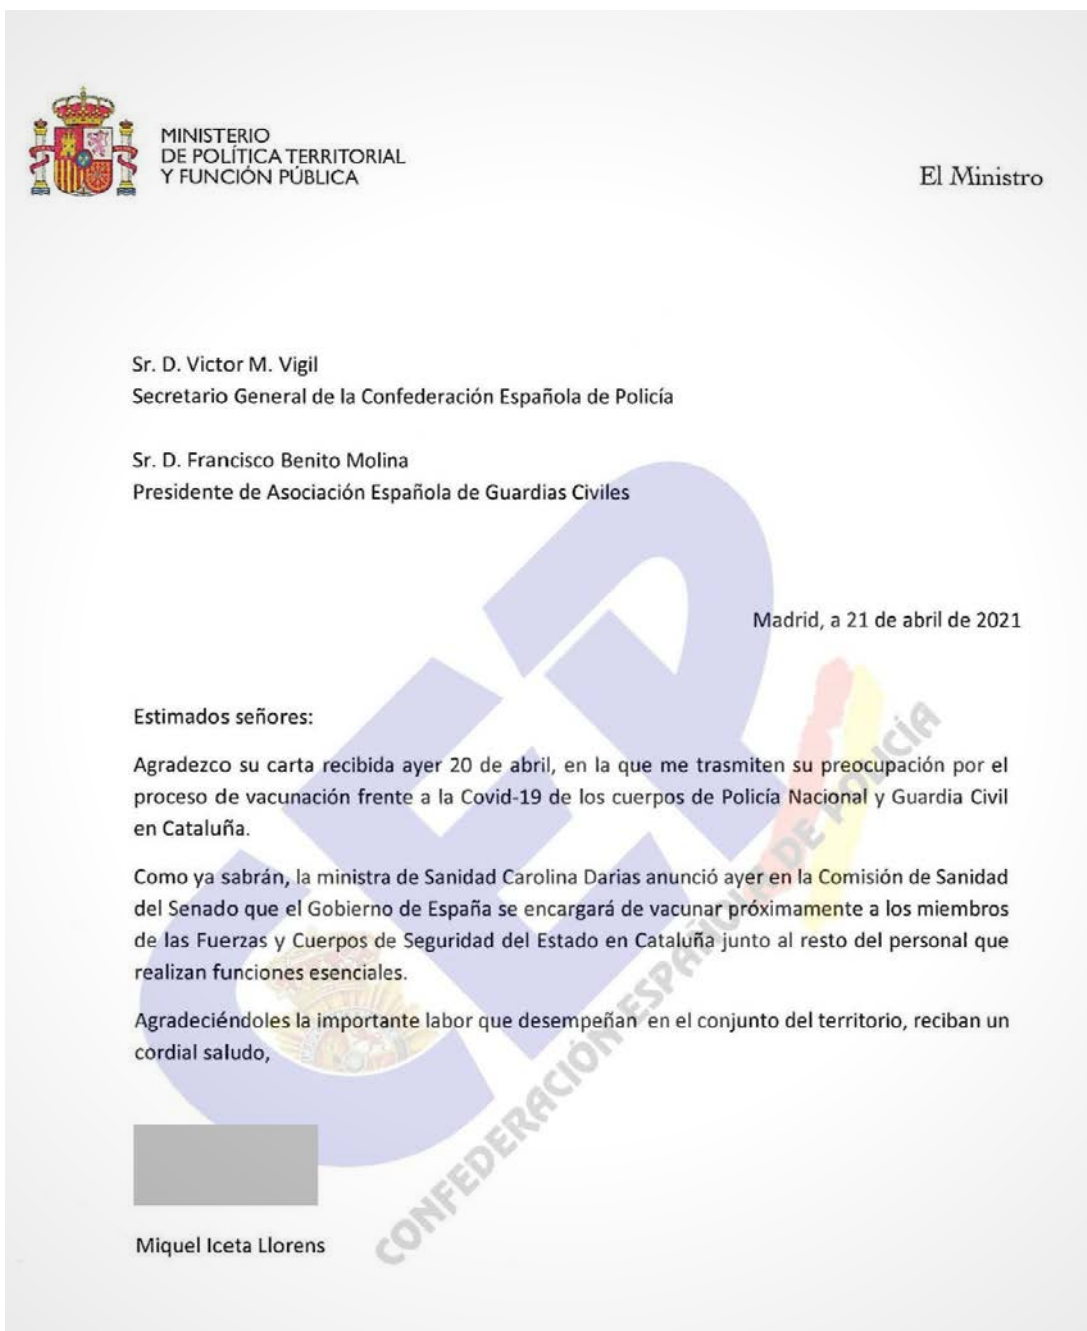 MINISTERIO
DE POLÍTICA TERRITORIAL
Y FUNCIÓN PÚBLICA
El Ministro
Sr. D. Victor M. Vigil
Secretario General de la Confederación Española de Policía
Sr. D. Francisco Benito Molina
Presidente de Asociación Española de Guardias Civiles
Madrid, a 21 de abril de 2021
Estimados señores:
Agradezco su carta recibida ayer 20 de abril, en la que me trasmiten su preocupación por el
proceso de vacunación frente a la Covid-19 de los cuerpos de Policía Nacional y Guardia Civil
en Cataluña.
Como ya sabrán, la ministra de Sanidad Carolina Darias anunció ayer en la Comisión de Sanidad
del Senado que el Gobierno de España se encargará de vacunar próximamente a los miembros
de las Fuerzas y Cuerpos de Seguridad del Estado en Cataluña junto al resto del personal que
realizan funciones esenciales.
Agradeciéndoles la importante labor que desempeñan en el conjunto del territorio, reciban un
cordial saludo,
Miquel Iceta Llorens
CEP
CONFEDERACIÓN ESPAÑOLA DE POLICÍA